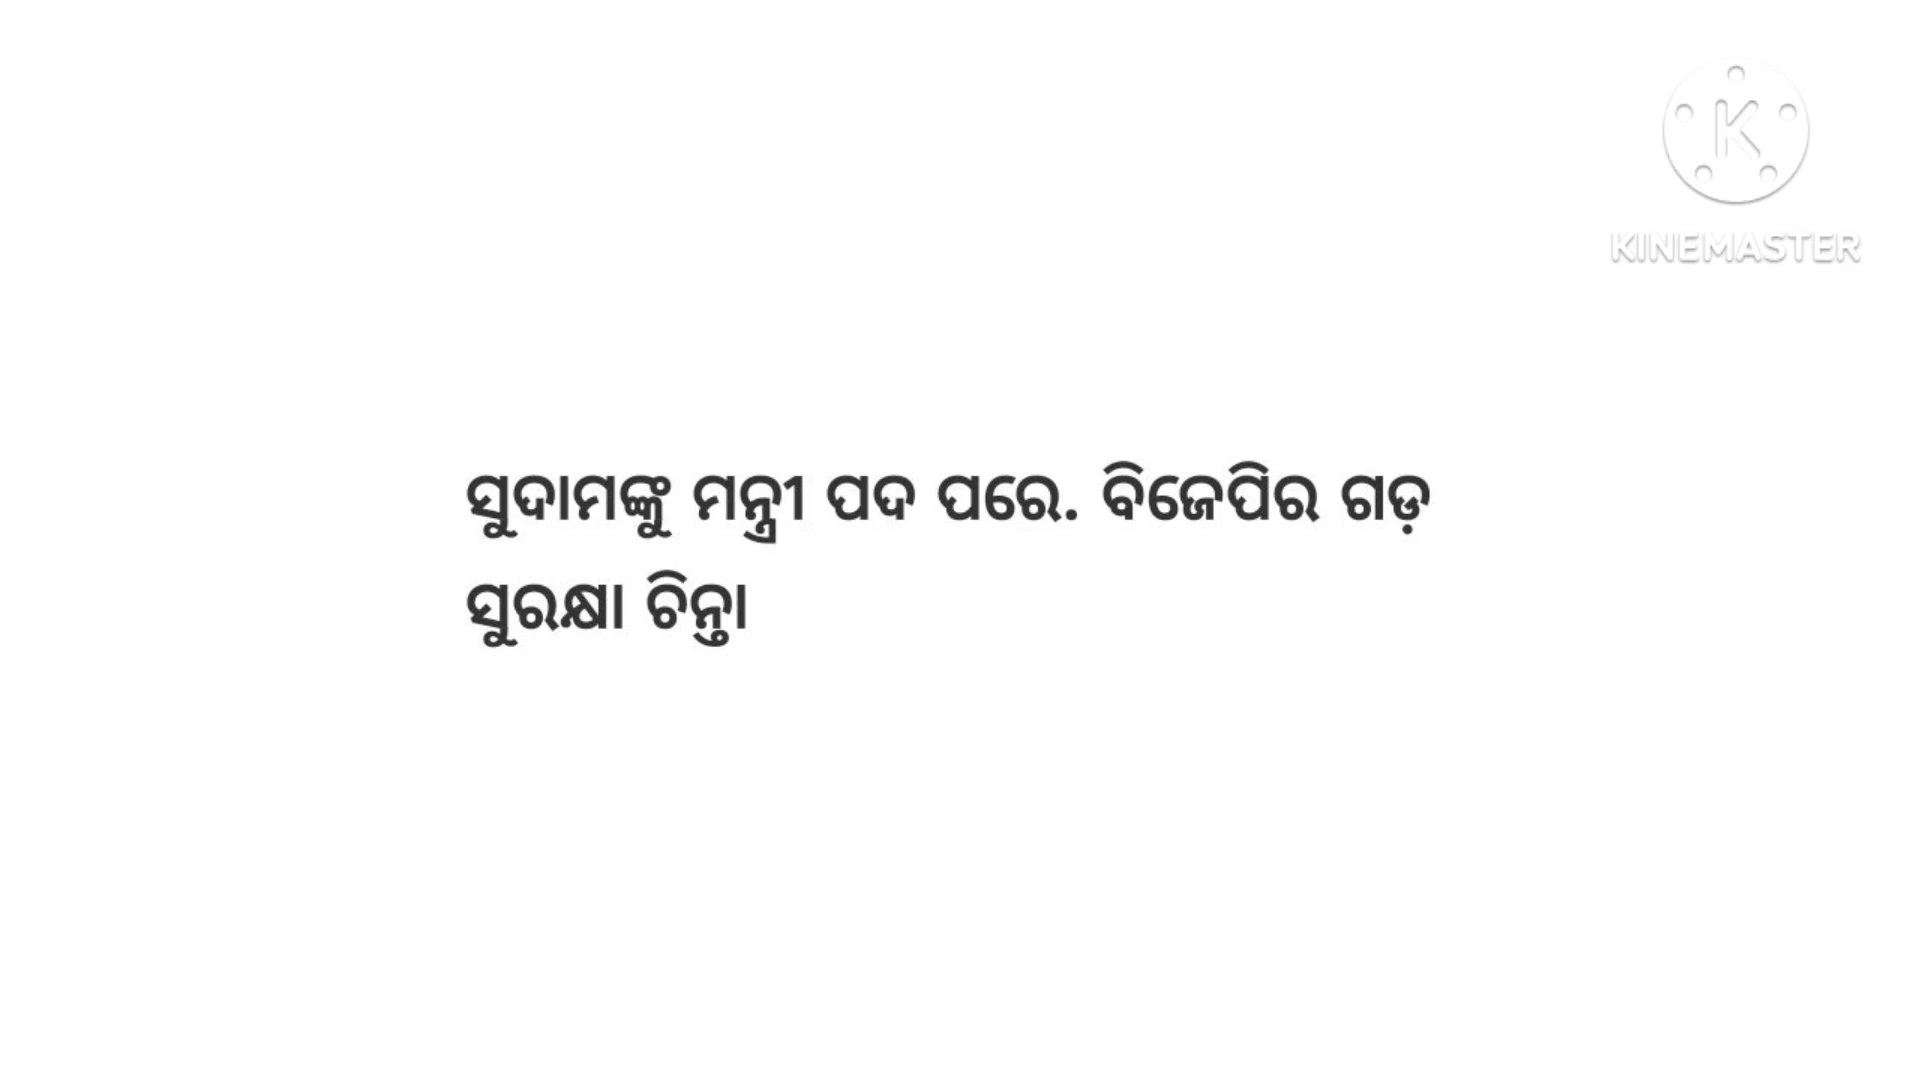 KINEMASTER
ସୁଦାମଙ୍କୁ ମନ୍ତ୍ରୀ ପଦ ପରେ. ବିଜେପିର ଗଡ଼
ସୁରକ୍ଷା ଚିନ୍ତା